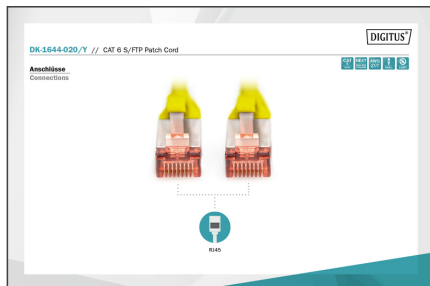 DIGITUS®
DK-1644-020/Y // CAT 6 S/FTP Patch Cord
Anschlüsse
Connections
RJ45